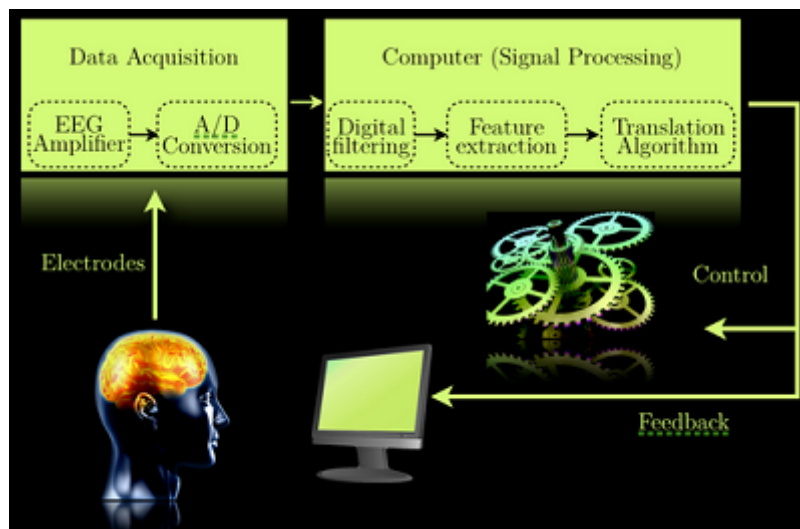 Data Acquisition
EEG
Amplifier
A/D
Conversion
Computer (Signal Processing)
Digital
filtering
Feature
extraction
Translation
Algorithm
Electrodes
Control
Feedback